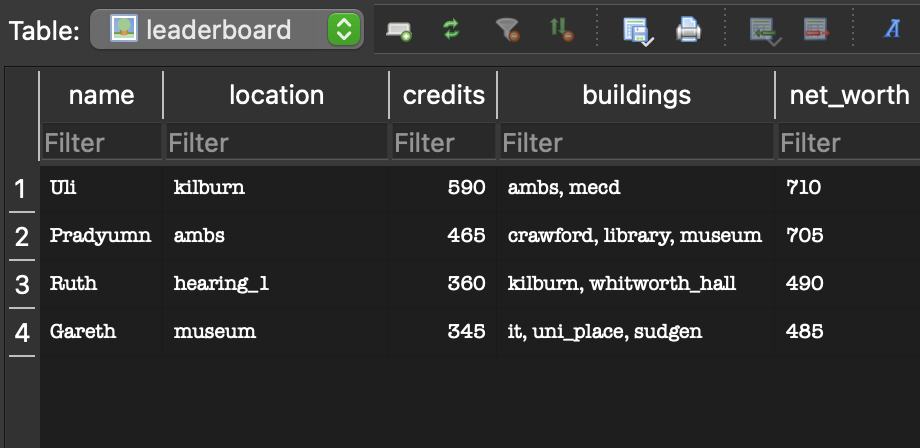 Table: leaderboard
name location credits buildings net_worth
Filter Filter Filter Filter Filter
1 Uli kilburn 590 ambs, mecd 710
2 Pradyumn ambs 465 crawford, library, museum 705
3 Ruth hearing_1 360 kilburn, whitworth_hall 490
4 Gareth museum 345 it, uni_place, sudgen 485